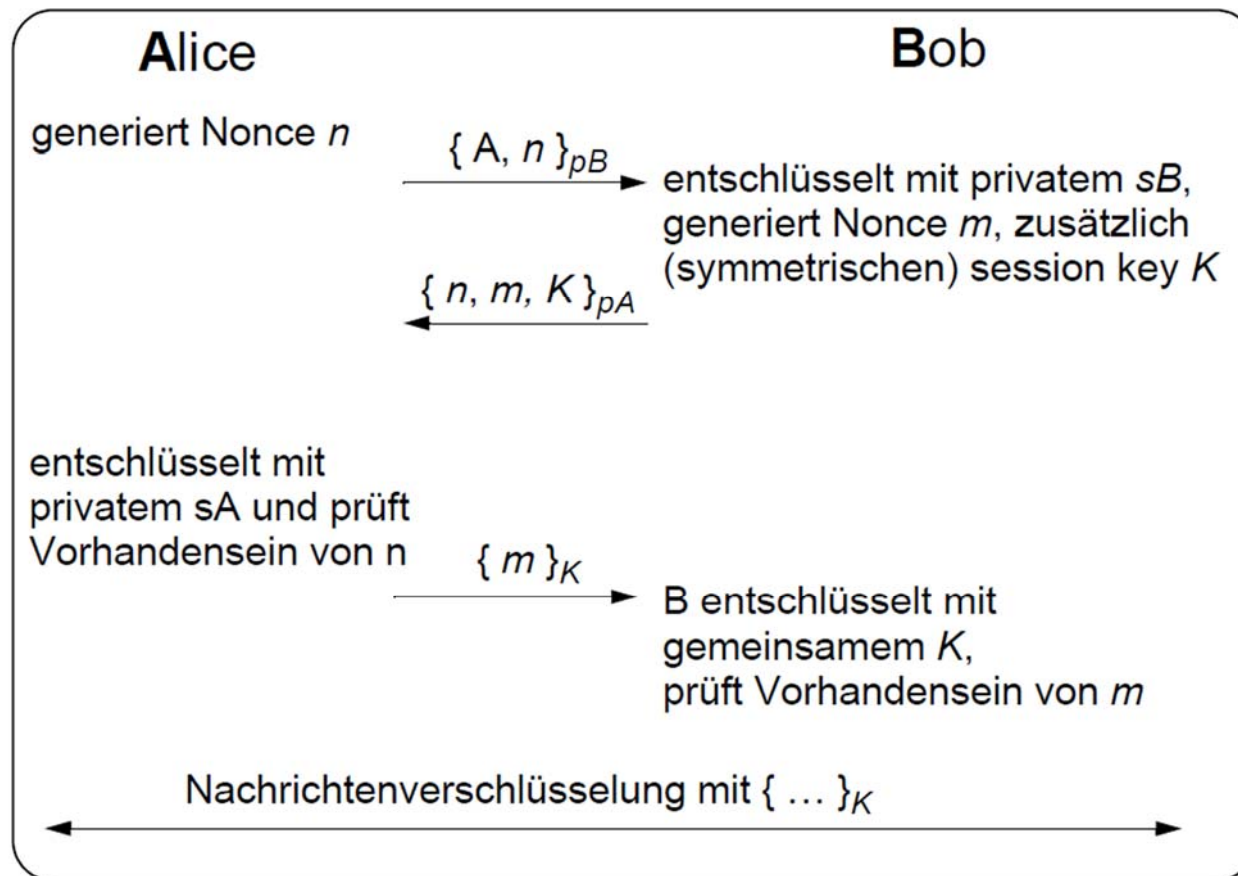 Alice
Bob
generiert Nonce n
{ A, n }pB
entschlüsselt mit privatem sB,
generiert Nonce m, zusätzlich
(symmetrischen) session key K
{ n, m, K }pA
entschlüsselt mit
privatem sA und prüft
Vorhandensein von n
{ m }K
B entschlüsselt mit
gemeinsamem K,
prüft Vorhandensein von m
Nachrichtenverschlüsselung mit { … }K